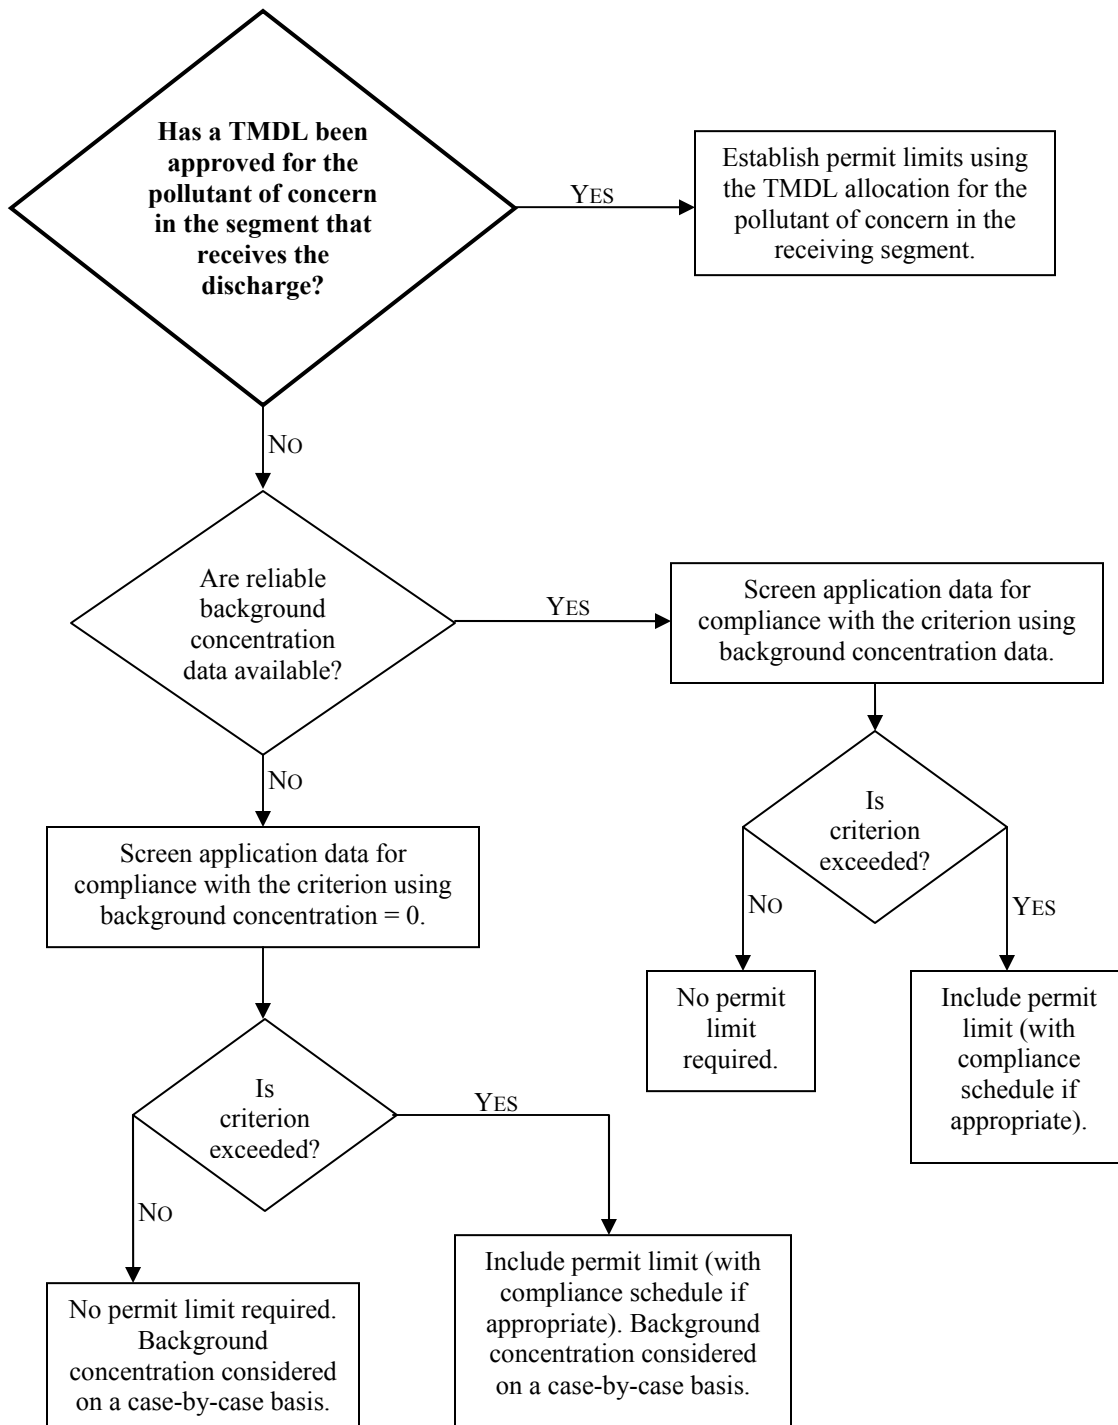 Has a TMDL been
approved for the
pollutant of concern
in the segment that
receives the
discharge?
YES
Establish permit limits using
the TMDL allocation for the
pollutant of concern in the
receiving segment.
NO
Are reliable
background
concentration
data available?
YES
Screen application data for
compliance with the criterion using
background concentration data.
NO
Is
criterion
exceeded?
NO
YES
Screen application data for
compliance with the criterion using
background concentration = 0.
No permit
limit
required.
Include permit
limit (with
compliance
schedule if
appropriate).
Is
criterion
exceeded?
YES
NO
No permit limit required.
Background
concentration considered
on a case-by-case basis.
Include permit limit (with
compliance schedule if
appropriate). Background
concentration considered
on a case-by-case basis.